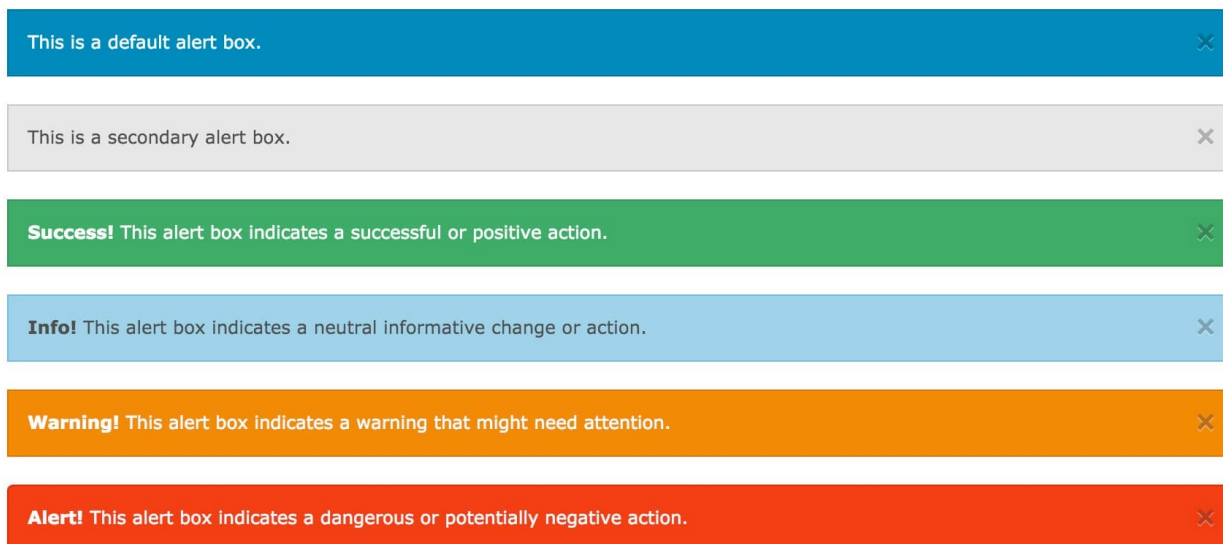 This is a default alert box. ×
This is a secondary alert box. ×
Success! This alert box indicates a successful or positive action. ×
Info! This alert box indicates a neutral informative change or action. ×
Warning! This alert box indicates a warning that might need attention. ×
Alert! This alert box indicates a dangerous or potentially negative action. ×